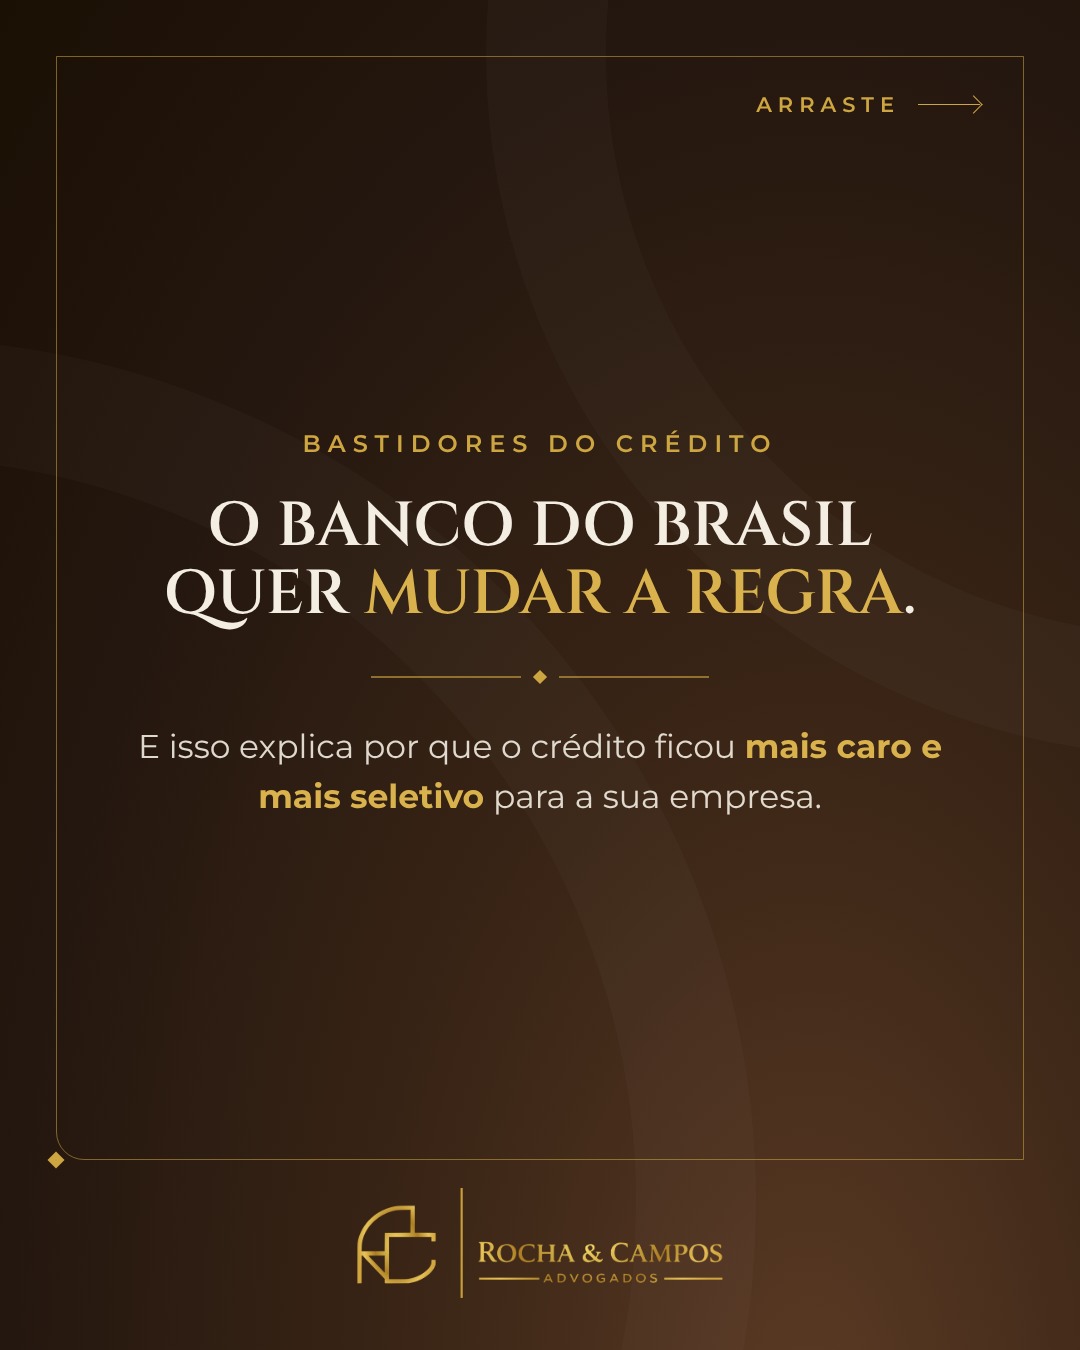 ARRASTE
BASTIDORES DO CRÉDITO
O BANCO DO BRASIL
QUER MUDAR A REGRA.
E isso explica por que o crédito ficou mais caro e
mais seletivo para a sua empresa.
ROCHA & CAMPOS
ADVOGADOS